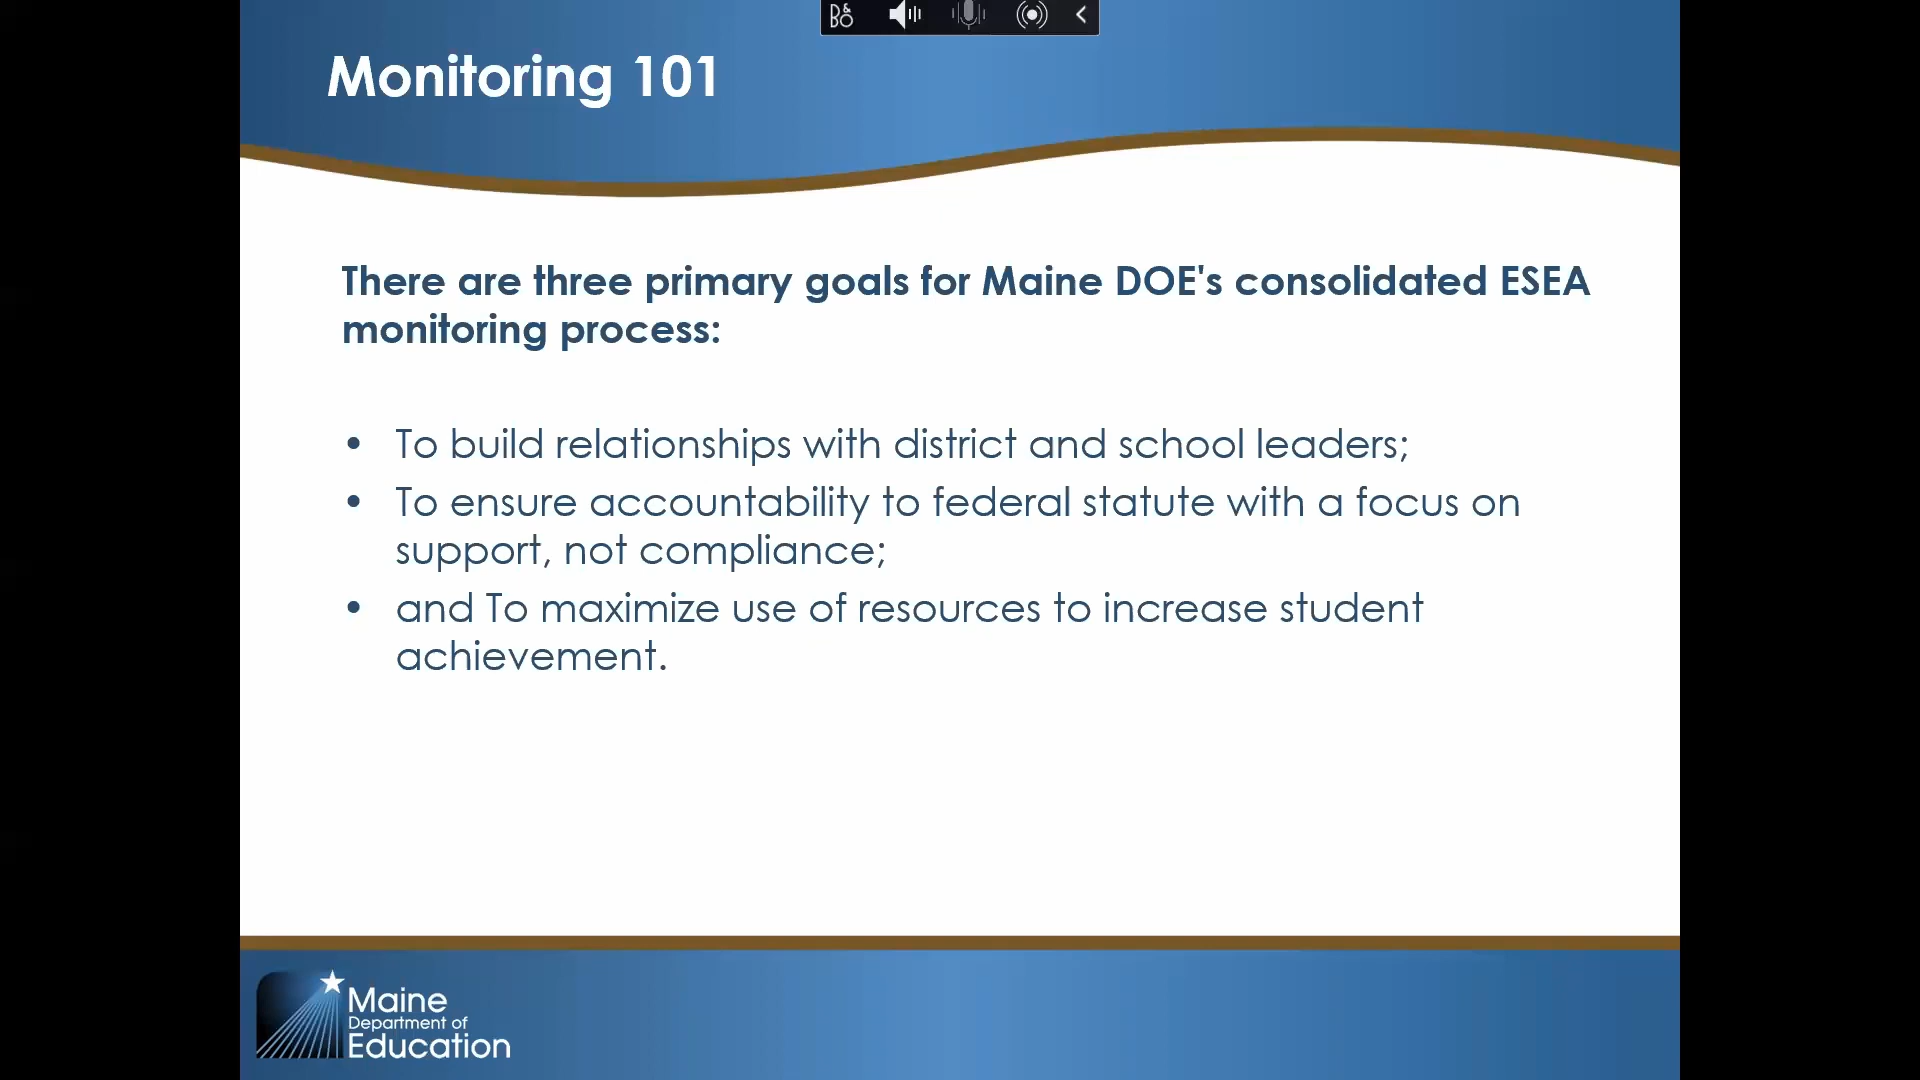 B&O
Monitoring 101
There are three primary goals for Maine DOE's consolidated ESEA
monitoring process:
• To build relationships with district and school leaders;
• To ensure accountability to federal statute with a focus on
support, not compliance;
• and To maximize use of resources to increase student
achievement.
Maine
Department of
Education